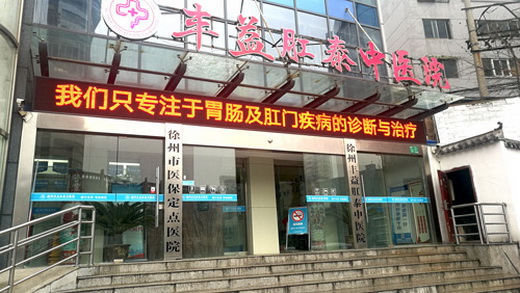 丰益肛泰中医院
我们只专注于胃肠及肛门疾病的诊断与治疗
徐州市医保定点医院
徐州丰益肛泰中医院